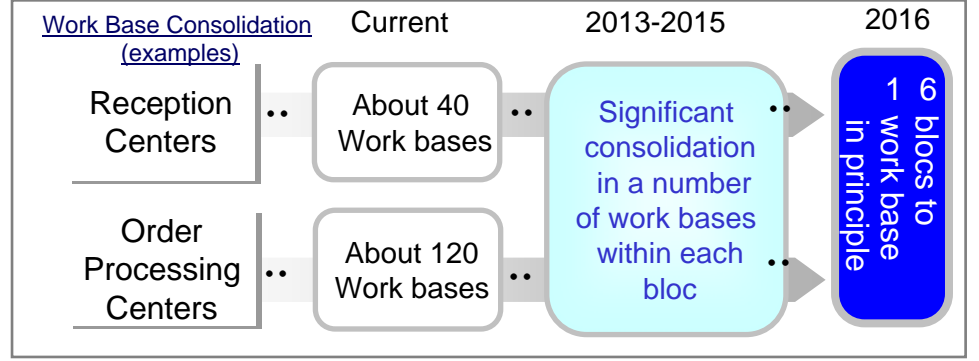 Work Base Consolidation
(examples)
Current
2013-2015
2016
Reception
Centers
About 40
Work bases
Order
Processing
Centers
About 120
Work bases
Significant
consolidation
in a number
of work bases
within each
bloc
6 blocs to
1 work base
in principle